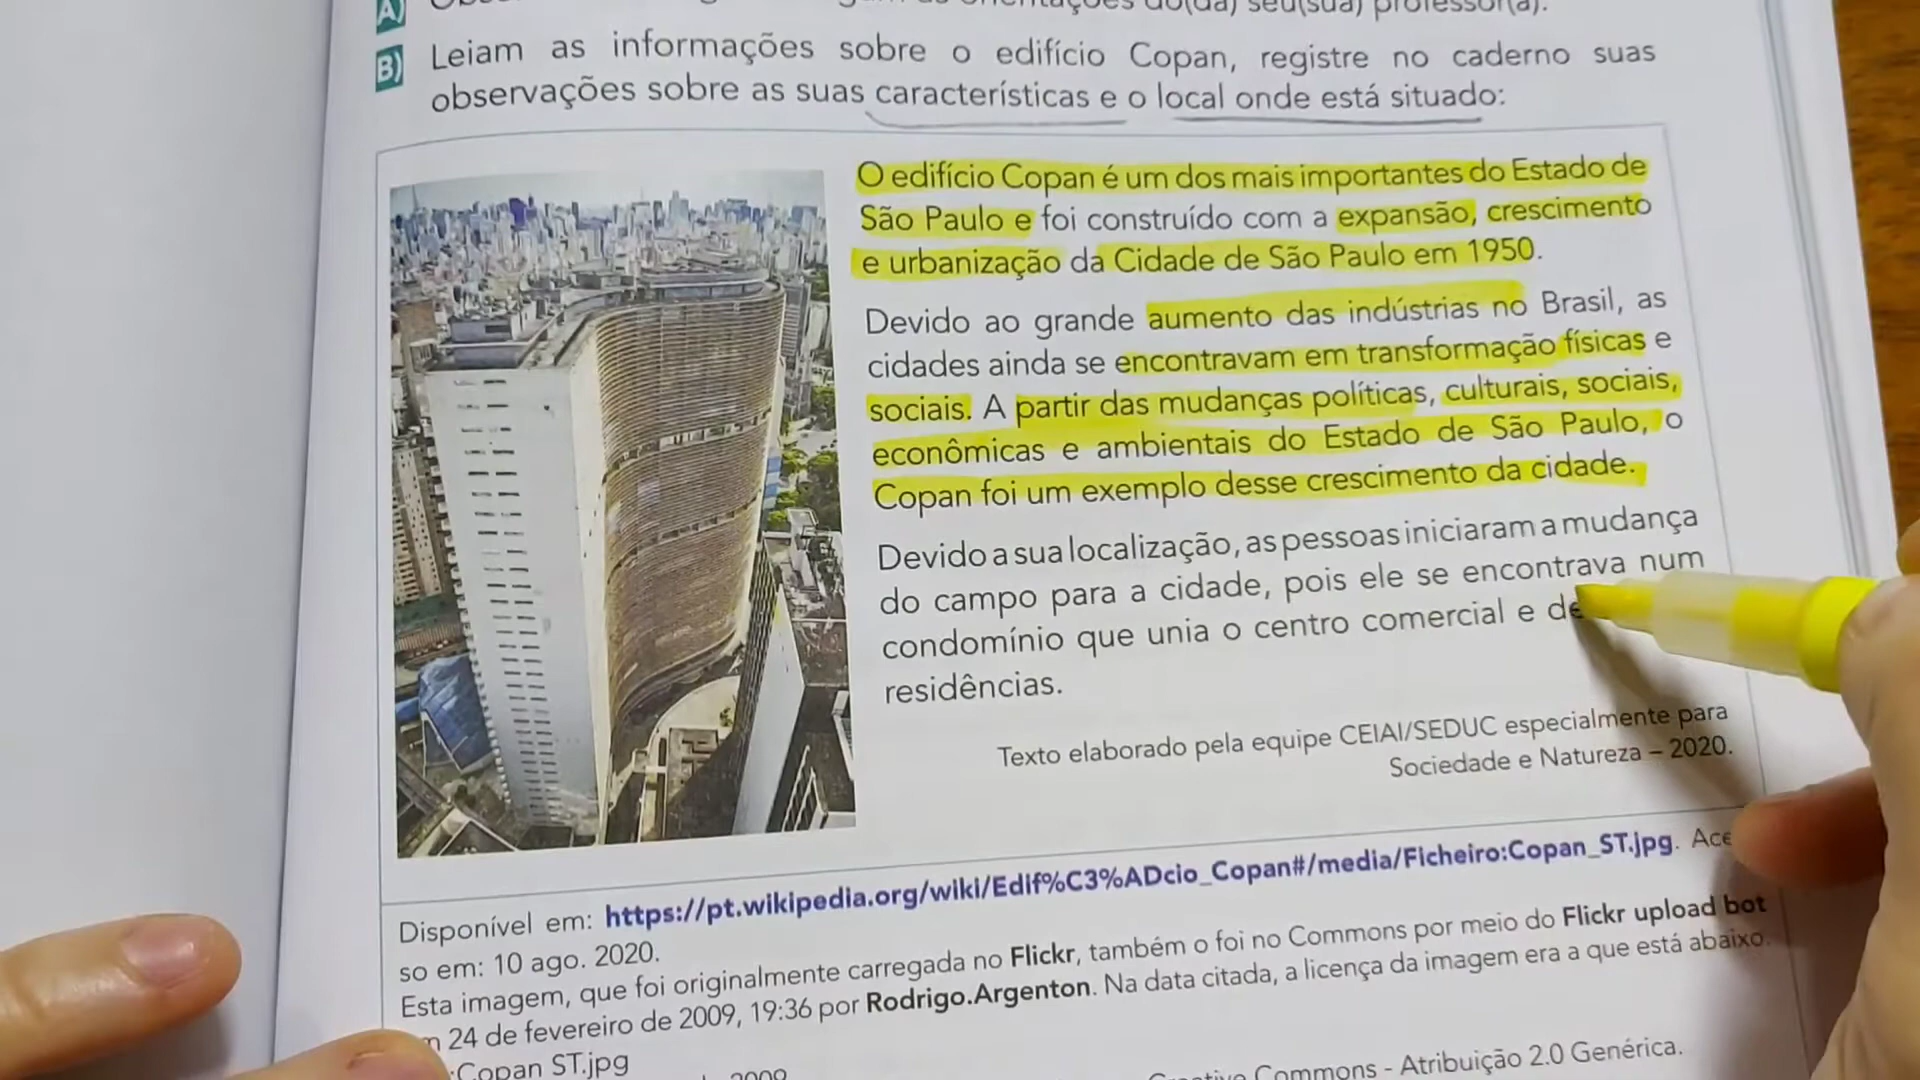 A) orientações do(da) seu(sua) professor(a).
B) Leiam as informações sobre o edifício Copan, registre no caderno suas
observações sobre as suas características e o local onde está situado:
O edifício Copan é um dos mais importantes do Estado de
São Paulo e foi construído com a expansão, crescimento
e urbanização da Cidade de São Paulo em 1950.
Devido ao grande aumento das indústrias no Brasil, as
cidades ainda se encontravam em transformação físicas e
sociais. A partir das mudanças políticas, culturais, sociais,
econômicas e ambientais do Estado de São Paulo, o
Copan foi um exemplo desse crescimento da cidade.
Devido a sua localização, as pessoas iniciaram a mudança
do campo para a cidade, pois ele se encontrava num
condomínio que unia o centro comercial e de
residências.
Texto elaborado pela equipe CEIAI/SEDUC especialmente para
Sociedade e Natureza – 2020.
Disponível em: https://pt.wikipedia.org/wiki/Edif%C3%ADcio_Copan#/media/Ficheiro:Copan_ST.jpg. Ace
so em: 10 ago. 2020.
Esta imagem, que foi originalmente carregada no Flickr, também o foi no Commons por meio do Flickr upload bot
24 de fevereiro de 2009, 19:36 por Rodrigo.Argenton. Na data citada, a licença da imagem era a que está abaixo.
:Copan ST.jpg
2009
Creative Commons - Atribuição 2.0 Genérica.